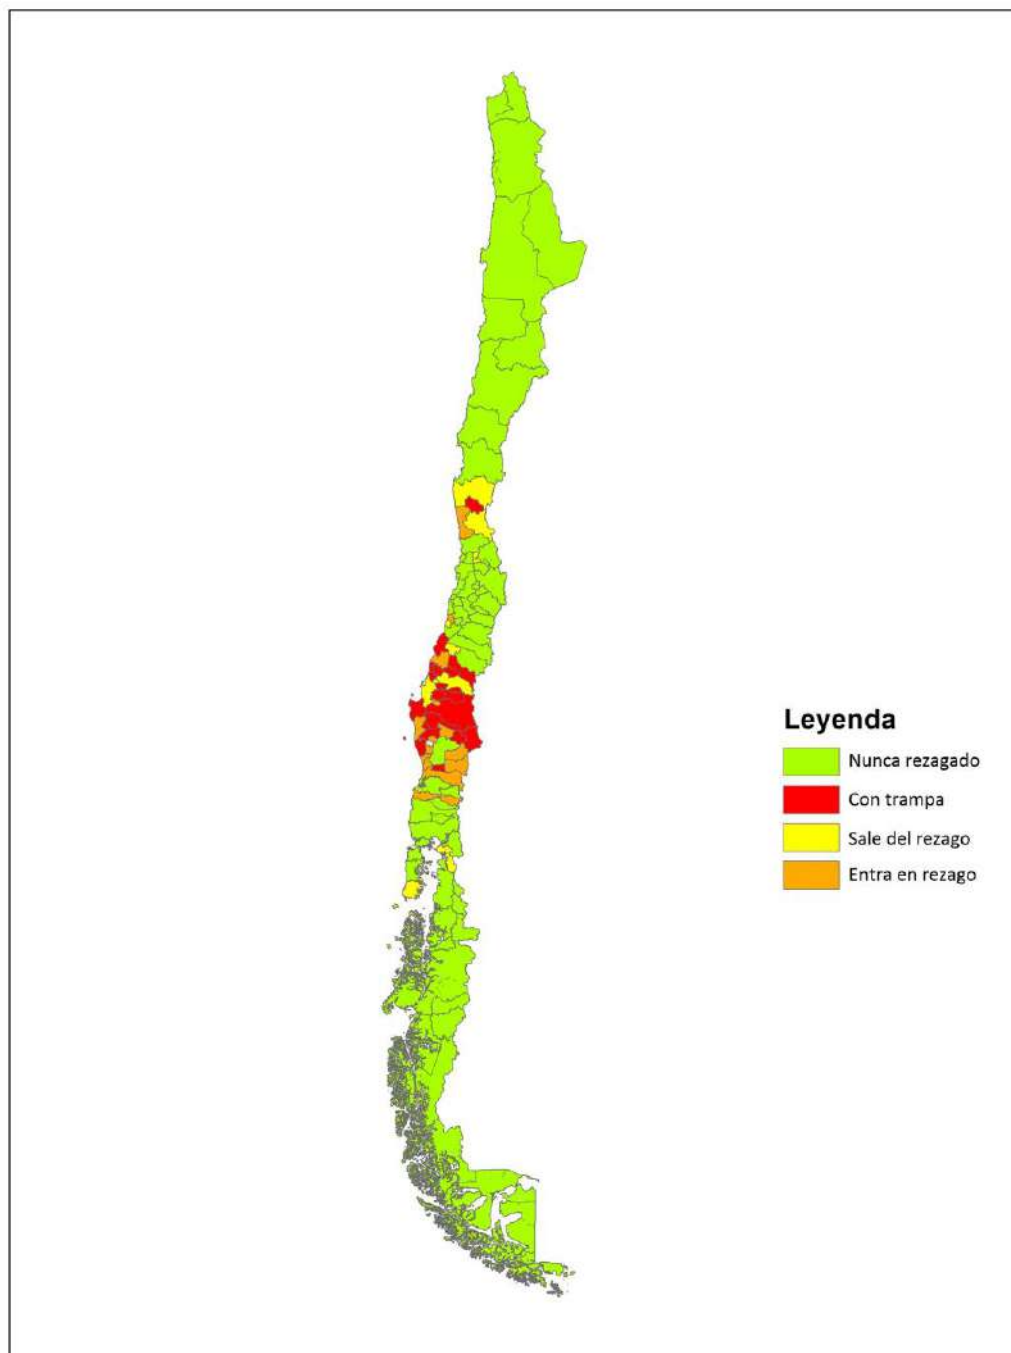 Leyenda
Nunca rezagado
Con trampa
Sale del rezago
Entra en rezago